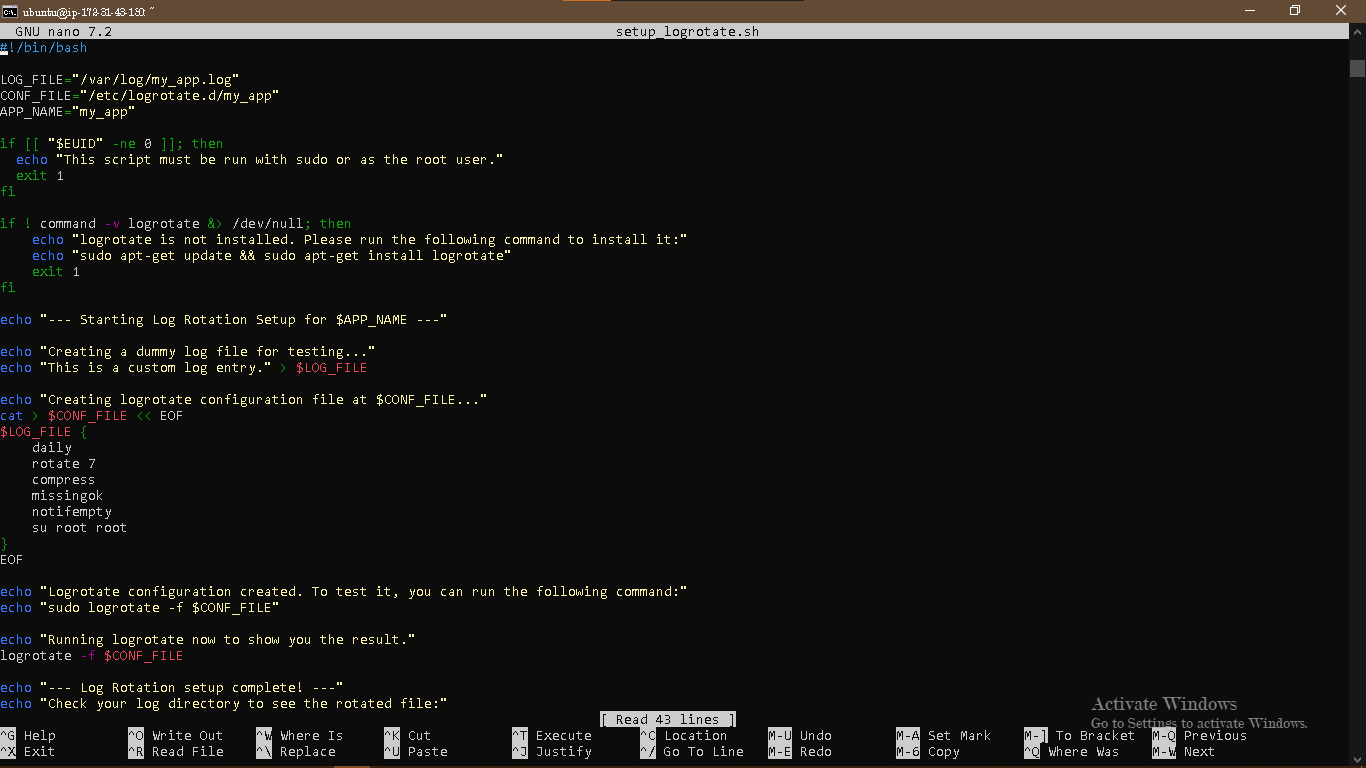 ubuntu@ip-172-31-43-130: ~
GNU nano 7.2 setup_logrotate.sh
#!/bin/bash
LOG_FILE="/var/log/my_app.log"
CONF_FILE="/etc/logrotate.d/my_app"
APP_NAME="my_app"
if [[ "$EUID" -ne 0 ]]; then
  echo "This script must be run with sudo or as the root user."
  exit 1
fi
if ! command -v logrotate &> /dev/null; then
    echo "logrotate is not installed. Please run the following command to install it:"
    echo "sudo apt-get update && sudo apt-get install logrotate"
    exit 1
fi
echo "--- Starting Log Rotation Setup for $APP_NAME ---"
echo "Creating a dummy log file for testing..."
echo "This is a custom log entry." > $LOG_FILE
echo "Creating logrotate configuration file at $CONF_FILE..."
cat > $CONF_FILE << EOF
$LOG_FILE {
    daily
    rotate 7
    compress
    missingok
    notifempty
    su root root
}
EOF
echo "Logrotate configuration created. To test it, you can run the following command:"
echo "sudo logrotate -f $CONF_FILE"
echo "Running logrotate now to show you the result."
logrotate -f $CONF_FILE
echo "--- Log Rotation setup complete! ---"
echo "Check your log directory to see the rotated file:"
[ Read 43 lines ]
^G Help ^O Write Out ^W Where Is ^K Cut ^T Execute ^C Location M-U Undo M-A Set Mark M-] To Bracket M-Q Previous
^X Exit ^R Read File ^\ Replace ^U Paste ^J Justify ^/ Go To Line M-E Redo M-6 Copy ^Q Where Was M-W Next
Activate Windows
Go to Settings to activate Windows.